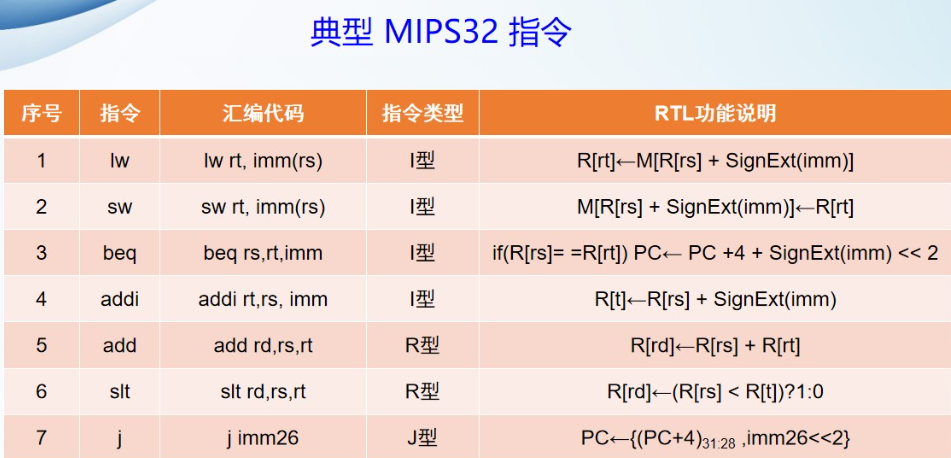 典型 MIPS32 指令
序号 指令 汇编代码 指令类型 RTL功能说明
1 lw lw rt, imm(rs) I型 R[rt]←M[R[rs] + SignExt(imm)]
2 sw sw rt, imm(rs) I型 M[R[rs] + SignExt(imm)]←R[rt]
3 beq beq rs,rt,imm I型 if(R[rs]= =R[rt]) PC← PC +4 + SignExt(imm) << 2
4 addi addi rt,rs, imm I型 R[t]←R[rs] + SignExt(imm)
5 add add rd,rs,rt R型 R[rd]←R[rs] + R[rt]
6 slt slt rd,rs,rt R型 R[rd]←(R[rs] < R[t])?1:0
7 j j imm26 J型 PC←{(PC+4)31:28 ,imm26<<2}